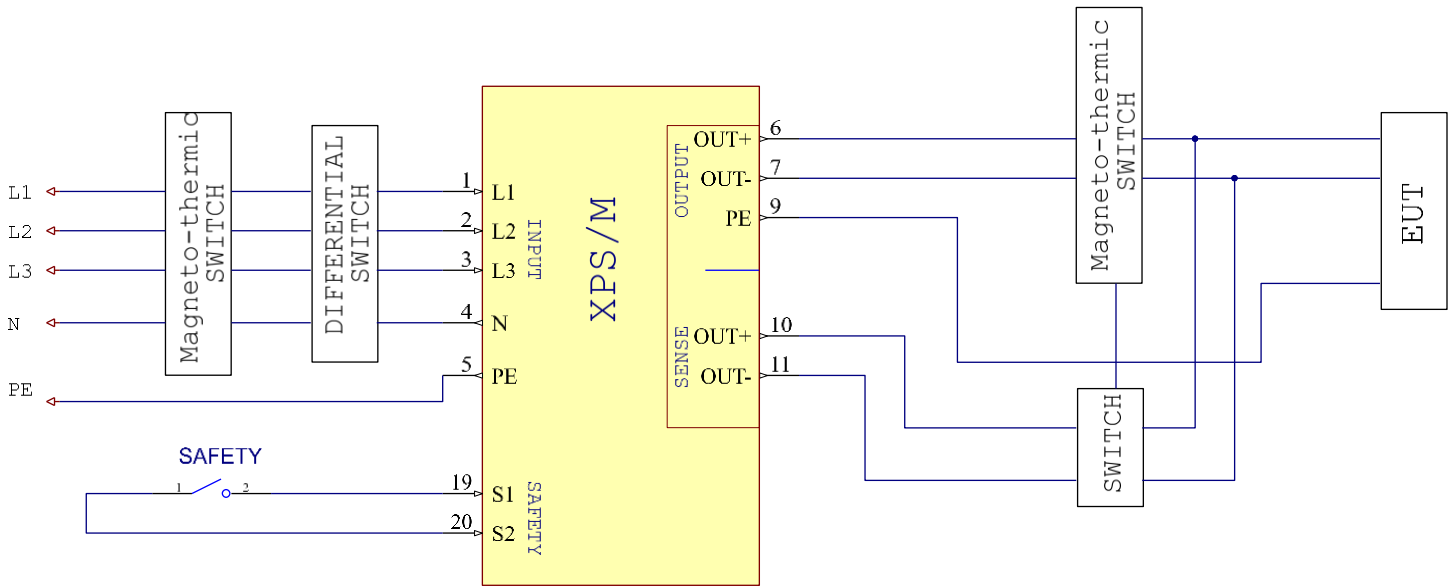 L1
L2
L3
N
PE
Magneto-thermic
SWITCH
DIFFERENTIAL
SWITCH
1
2
3
4
5
L1
L2
L3
N
PE
INPUT
XPS/M
OUTPUT
OUT+
OUT-
PE
6
7
9
SENSE
OUT+
OUT-
10
11
Magneto-thermic
SWITCH
SWITCH
EUT
SAFETY
1
2
19
20
S1
S2
SAFETY